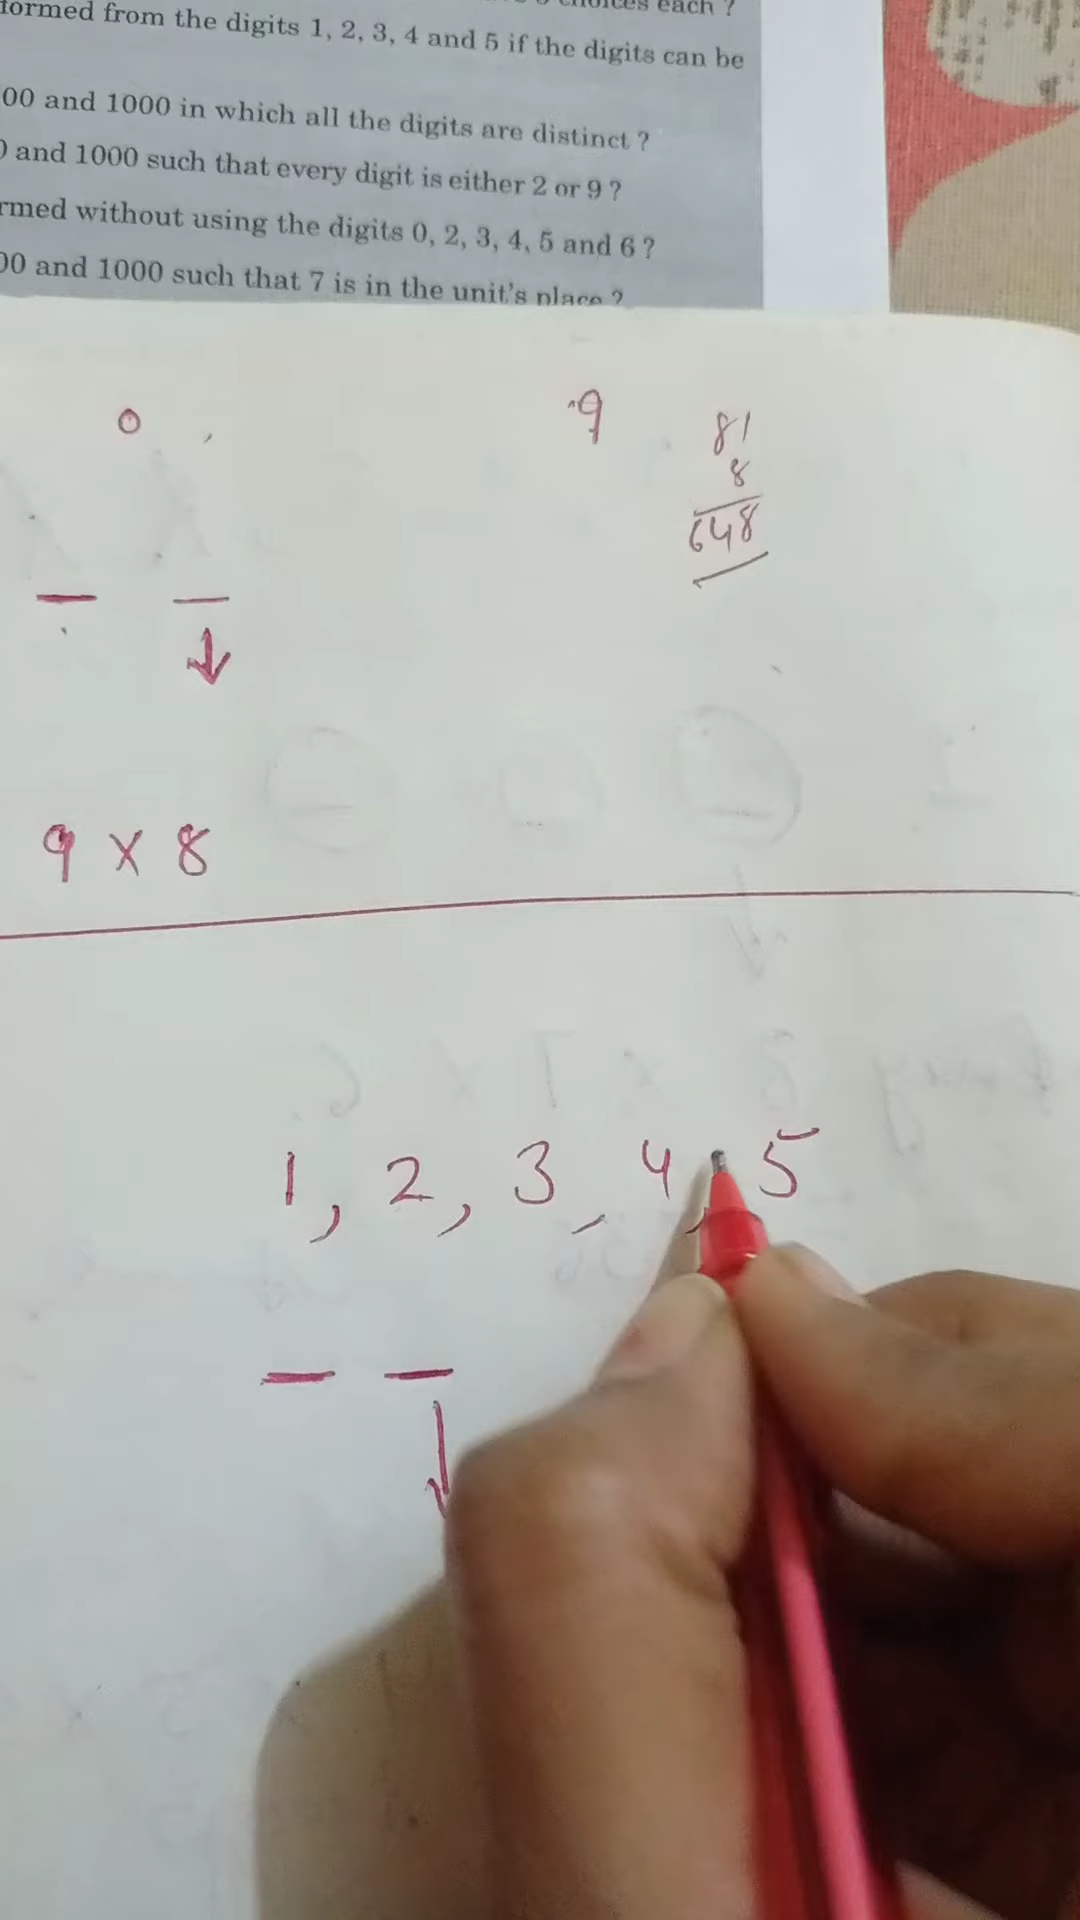 choices each ?
formed from the digits 1, 2, 3, 4 and 5 if the digits can be
00 and 1000 in which all the digits are distinct ?
0 and 1000 such that every digit is either 2 or 9 ?
rmed without using the digits 0, 2, 3, 4, 5 and 6 ?
00 and 1000 such that 7 is in the unit's place ?
0
9
81
8
648
9 × 8
1, 2, 3, 4, 5